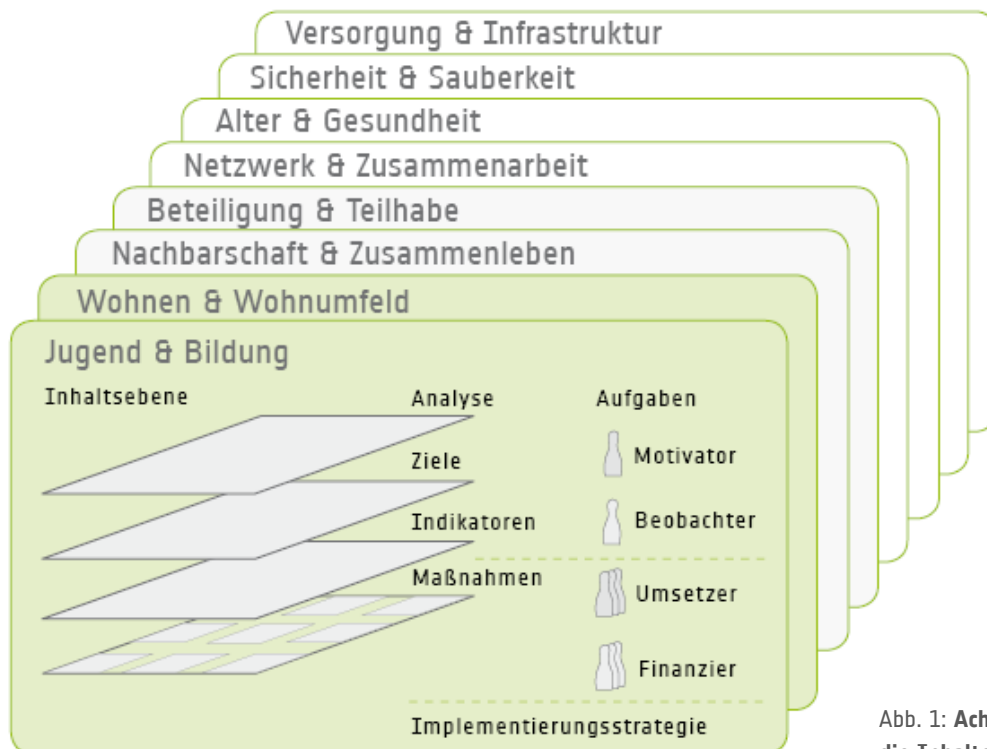 Versorgung & Infrastruktur
Sicherheit & Sauberkeit
Alter & Gesundheit
Netzwerk & Zusammenarbeit
Beteiligung & Teilhabe
Nachbarschaft & Zusammenleben
Wohnen & Wohnumfeld
Jugend & Bildung
Inhaltsebene
Analyse
Ziele
Indikatoren
Maßnahmen
Aufgaben
Motivator
Beobachter
Umsetzer
Finanzier
Implementierungsstrategie
Abb. 1: